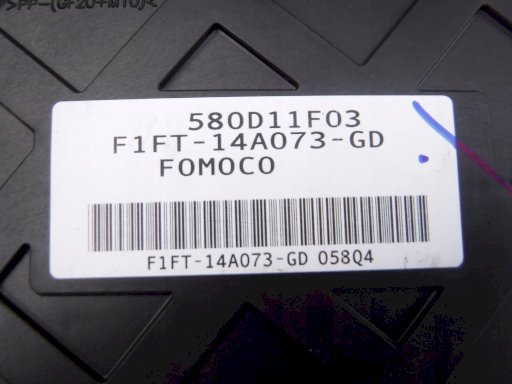 >PP-(GF20+M10)<
580D11F03
F1FT-14A073-GD
FOMOCO
F1FT-14A073-GD 058Q4